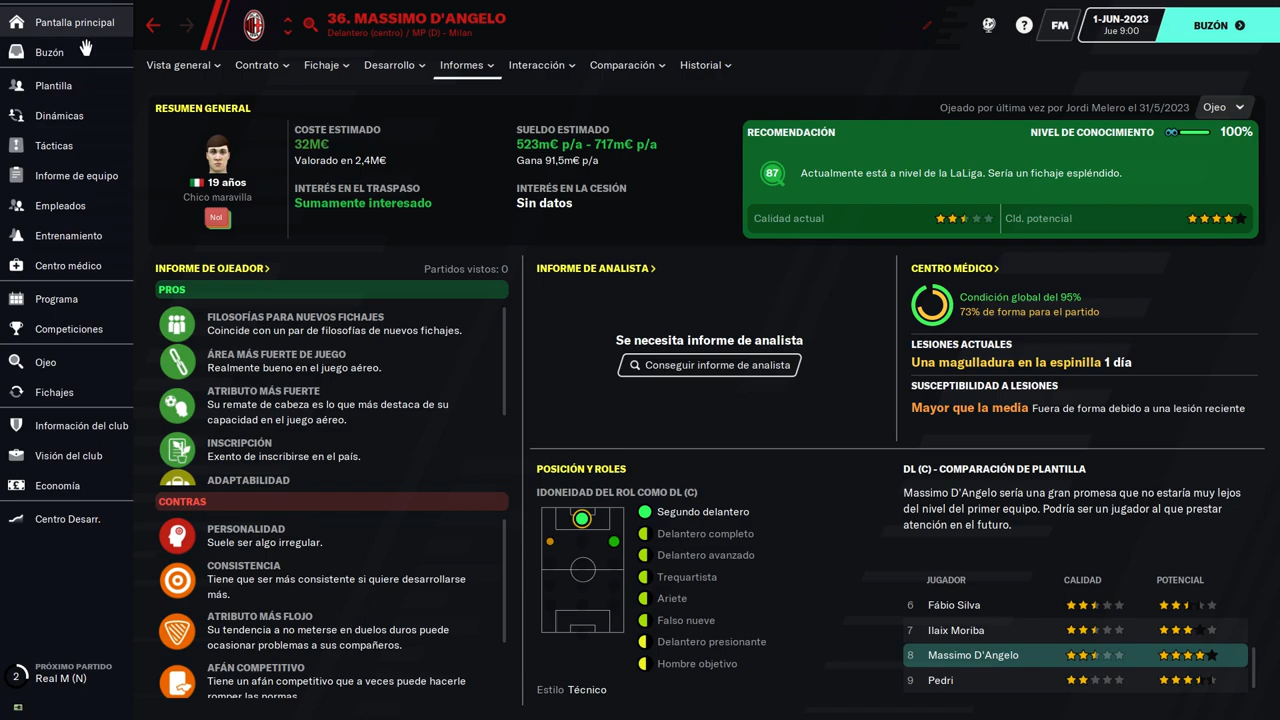 Pantalla principal
Buzón
Plantilla
Dinámicas
Tácticas
Informe de equipo
Empleados
Entrenamiento
Centro médico
Programa
Competiciones
Ojeo
Fichajes
Información del club
Visión del club
Economía
Centro Desarr.
2
PRÓXIMO PARTIDO
Real M (N)
36. MASSIMO D'ANGELO
Delantero (centro) / MP (D) - Milan
FM
1-JUN-2023
Jue 9:00
BUZÓN
Vista general
Contrato
Fichaje
Desarrollo
Informes
Interacción
Comparación
Historial
RESUMEN GENERAL
Ojeado por última vez por Jordi Melero el 31/5/2023
Ojeo
19 años
Chico maravilla
NoI
COSTE ESTIMADO
32M€
Valorado en 2,4M€
INTERÉS EN EL TRASPASO
Sumamente interesado
SUELDO ESTIMADO
523m€ p/a - 717m€ p/a
Gana 91,5m€ p/a
INTERÉS EN LA CESIÓN
Sin datos
RECOMENDACIÓN
NIVEL DE CONOCIMIENTO
100%
87
Actualmente está a nivel de la LaLiga. Sería un fichaje espléndido.
Calidad actual
Cld. potencial
INFORME DE OJEADOR
Partidos vistos: 0
PROS
FILOSOFÍAS PARA NUEVOS FICHAJES
Coincide con un par de filosofías de nuevos fichajes.
ÁREA MÁS FUERTE DE JUEGO
Realmente bueno en el juego aéreo.
ATRIBUTO MÁS FUERTE
Su remate de cabeza es lo que más destaca de su
capacidad en el juego aéreo.
INSCRIPCIÓN
Exento de inscribirse en el país.
ADAPTABILIDAD
CONTRAS
PERSONALIDAD
Suele ser algo irregular.
CONSISTENCIA
Tiene que ser más consistente si quiere desarrollarse
más.
ATRIBUTO MÁS FLOJO
Su tendencia a no meterse en duelos duros puede
ocasionar problemas a sus compañeros.
AFÁN COMPETITIVO
Tiene un afán competitivo que a veces puede hacerle
romper las normas.
INFORME DE ANALISTA
Se necesita informe de analista
Conseguir informe de analista
CENTRO MÉDICO
Condición global del 95%
73% de forma para el partido
LESIONES ACTUALES
Una magulladura en la espinilla 1 día
SUSCEPTIBILIDAD A LESIONES
Mayor que la media Fuera de forma debido a una lesión reciente
POSICIÓN Y ROLES
IDONEIDAD DEL ROL COMO DL (C)
Segundo delantero
Delantero completo
Delantero avanzado
Trequartista
Ariete
Falso nueve
Delantero presionante
Hombre objetivo
Estilo Técnico
DL (C) - COMPARACIÓN DE PLANTILLA
Massimo D'Angelo sería una gran promesa que no estaría muy lejos
del nivel del primer equipo. Podría ser un jugador al que prestar
atención en el futuro.
JUGADOR
CALIDAD
POTENCIAL
6 Fábio Silva
7 Ilaix Moriba
8 Massimo D'Angelo
9 Pedri